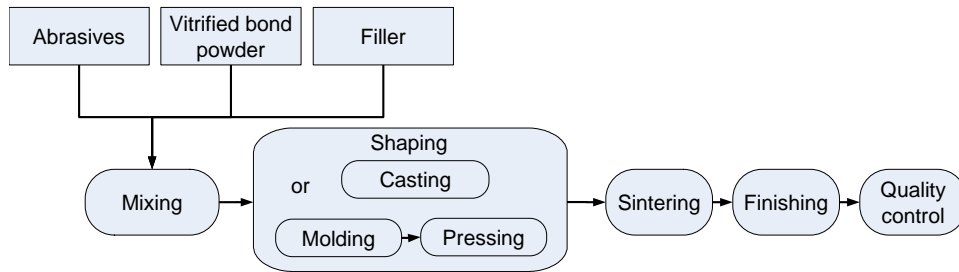 Abrasives
Vitrified bond
powder
Filler
Shaping
or
Casting
Mixing
Molding
Pressing
Sintering
Finishing
Quality
control